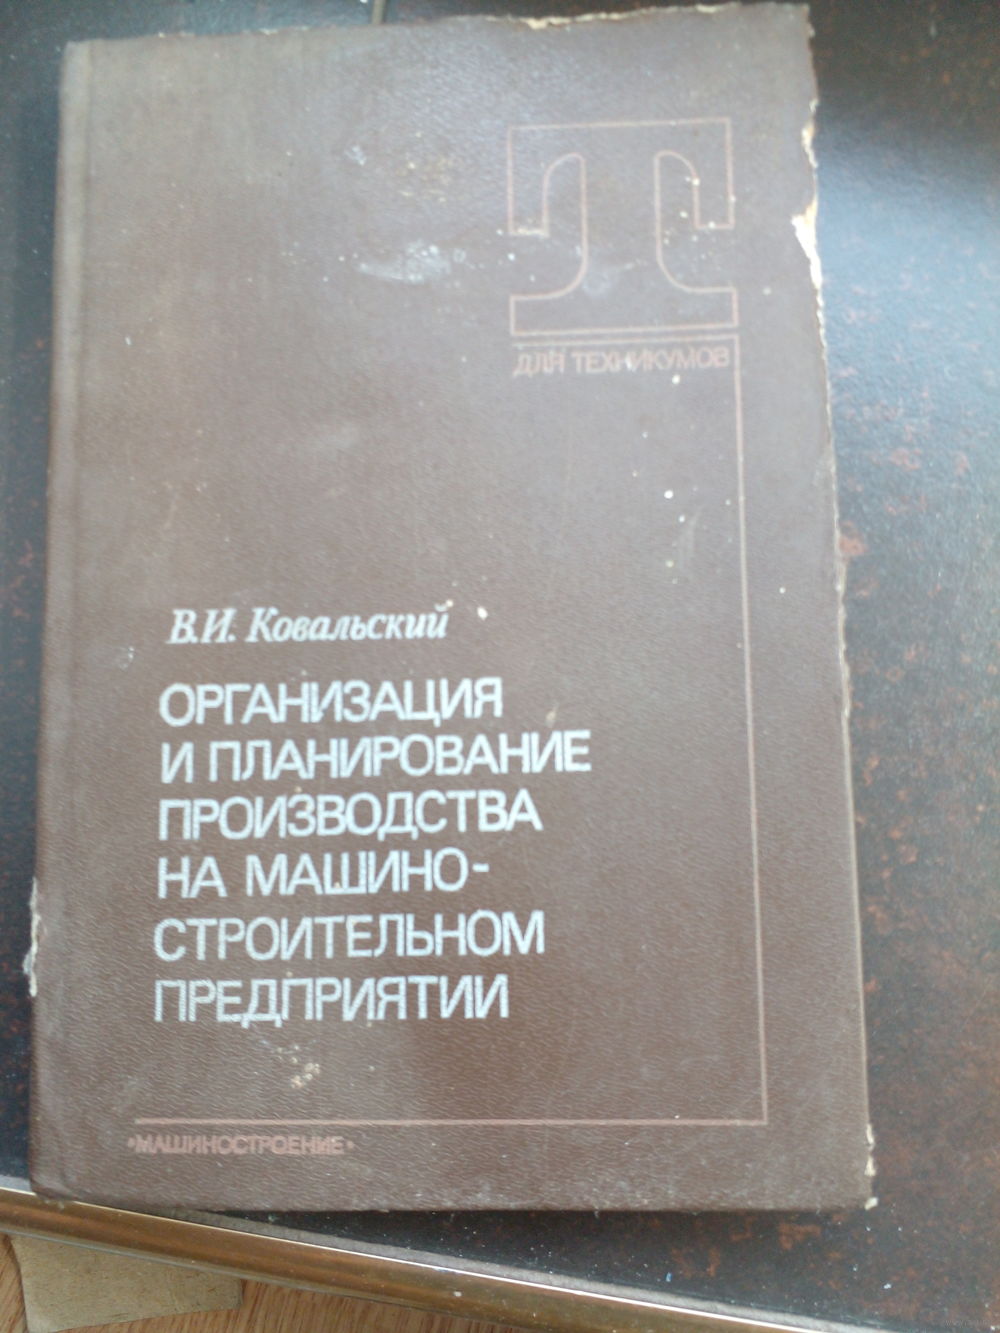 Т
ДЛЯ ТЕХНИКУМОВ
В.И. Ковальский
ОРГАНИЗАЦИЯ
И ПЛАНИРОВАНИЕ
ПРОИЗВОДСТВА
НА МАШИНО-
СТРОИТЕЛЬНОМ
ПРЕДПРИЯТИИ
«МАШИНОСТРОЕНИЕ»